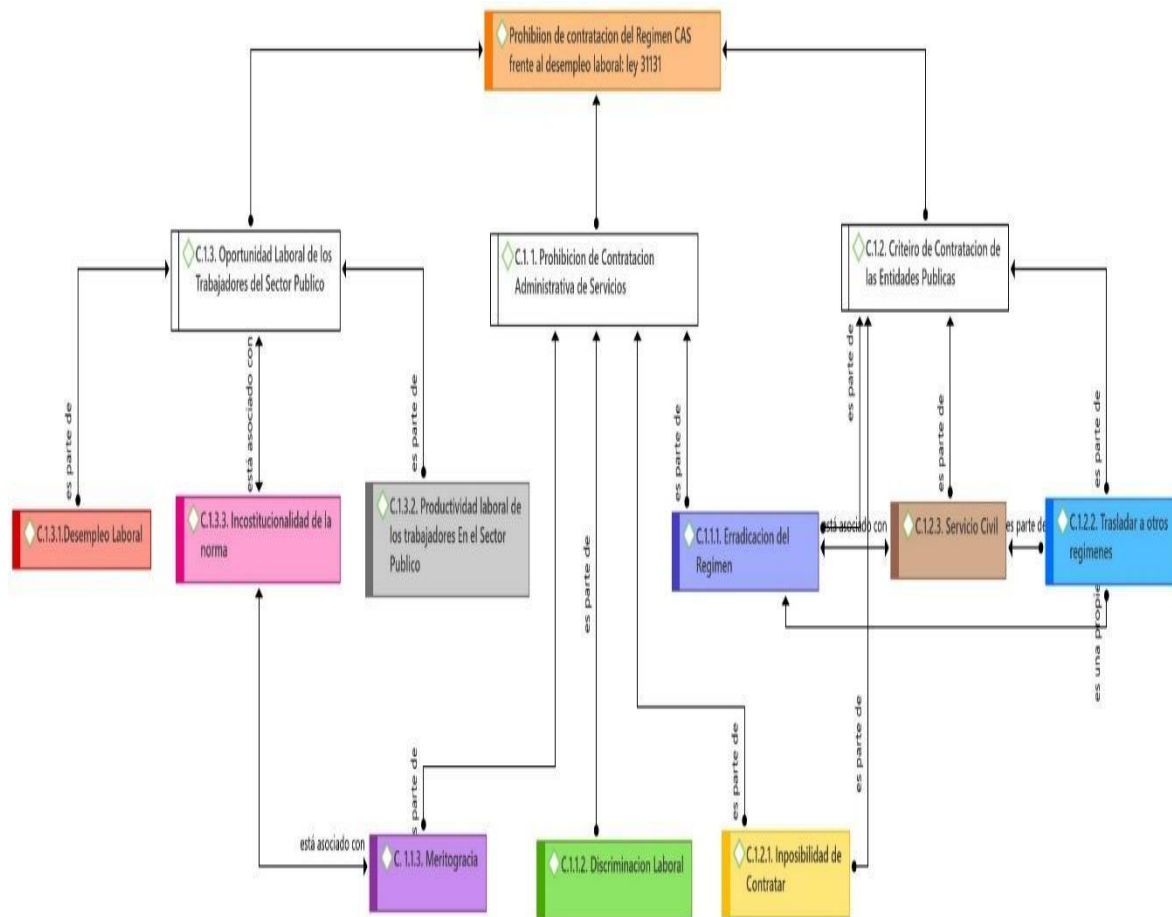 Prohibiion de contratacion del Regimen CAS
frente al desempleo laboral: ley 31131
C.1.3. Oportunidad Laboral de los
Trabajadores del Sector Publico
C.1. 1. Prohibicion de Contratacion
Administrativa de Servicios
C.1.2. Criteiro de Contratacion de
las Entidades Publicas
es parte de
está asociado con
es parte de
es parte de
es parte de
es parte de
es parte de
es parte de
C.1.3.1.Desempleo Laboral
C.1.3.3. Incostitucionalidad de la
norma
C.1.3.2. Productividad laboral de
los trabajadores En el Sector
Publico
C.1.1.1. Erradicacion del
Regimen
está asociado con
C.1.2.3. Servicio Civil
es parte de
C.1.2.2. Trasladar a otros
regímenes
es una propie
es parte de
es parte de
es parte de
está asociado con
C. 1.1.3. Meritogracia
C.1.1.2. Discriminacion Laboral
C.1.2.1. Inposibilidad de
Contratar